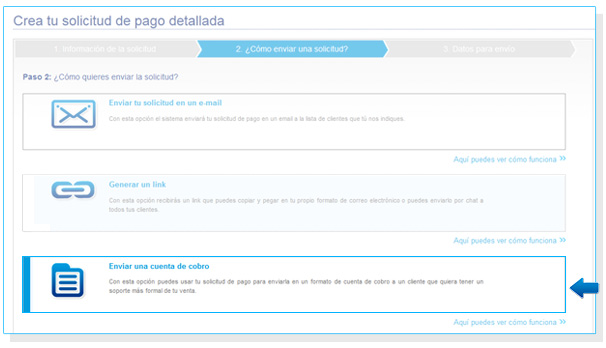 Crea tu solicitud de pago detallada
1. Información de la solicitud
2. ¿Cómo enviar una solicitud?
3. Datos para envío
Paso 2: ¿Cómo quieres enviar la solicitud?
Enviar tu solicitud en un e-mail
Con esta opción el sistema enviará tu solicitud de pago en un email a la lista de clientes que tú nos indiques.
Aquí puedes ver cómo funciona »
Generar un link
Con esta opción recibirás un link que puedes copiar y pegar en tu propio formato de correo electrónico o puedes enviarlo por chat a
todos tus clientes.
Aquí puedes ver cómo funciona »
Enviar una cuenta de cobro
Con esta opción puedes usar tu solicitud de pago para enviarla en un formato de cuenta de cobro a un cliente que quiera tener un
soporte más formal de tu venta.
Aquí puedes ver cómo funciona »